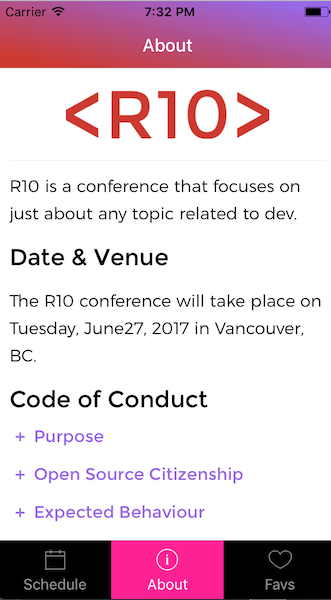 Carrier 7:32 PM
About
<R10>
R10 is a conference that focuses on
just about any topic related to dev.
Date & Venue
The R10 conference will take place on
Tuesday, June27, 2017 in Vancouver,
BC.
Code of Conduct
+ Purpose
+ Open Source Citizenship
+ Expected Behaviour
Schedule About Favs